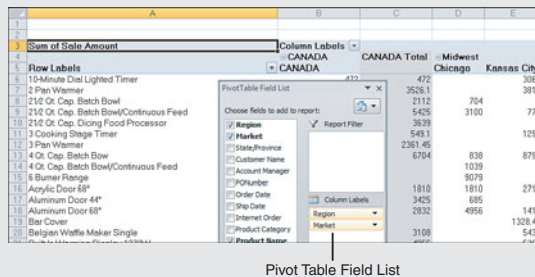 A B C D E
1
2
3 Sum of Sale Amount Column Labels
4 CANADA CANADA Total Midwest
5 Row Labels CANADA Chicago Kansas City
6 10-Minute Dial Lighted Timer 472 472
7 2 Pan Warmer 3526.1
8 21/2 Qt. Cap. Batch Bowl 2112 704
9 21/2 Qt. Cap. Batch Bowl/Continuous Feed 5425 3100
10 21/2 Qt. Cap. Dicing Food Processor 3639
11 3 Cooking Stage Timer 549.1
12 3 Pan Warmer 2361.45
13 4 Qt. Cap. Batch Bow 6704 838
14 4 Qt. Cap. Batch Bowl/Continuous Feed 1039
15 6 Burner Range 9079
16 Acrylic Door 68" 1810 1810
17 Aluminum Door 44" 3425 685
18 Aluminum Door 68" 2832 4956
19 Bar Cover 1328.4
20 Belgian Waffle Maker Single 3108
PivotTable Field List
Choose fields to add to report:
Region
Market
State/Province
Customer Name
Account Manager
PONumber
Order Date
Ship Date
Internet Order
Product Category
Product Name
Report Filter
Column Labels
Region
Market
Pivot Table Field List